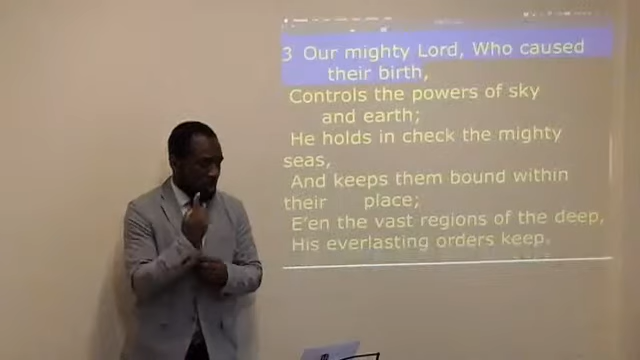 3 Our mighty Lord, Who caused
their birth,
Controls the powers of sky
and earth;
He holds in check the mighty
seas,
And keeps them bound within
their place;
E'en the vast regions of the deep,
His everlasting orders keep.